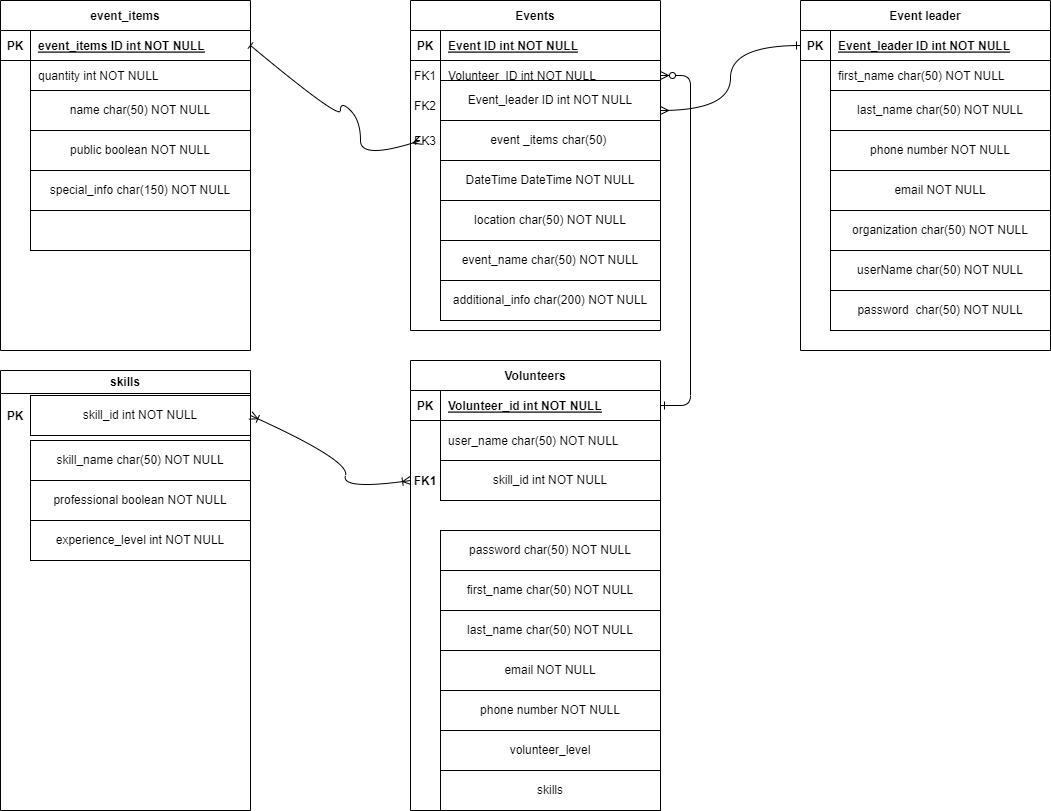 event_items
PK event_items ID int NOT NULL
quantity int NOT NULL
name char(50) NOT NULL
public boolean NOT NULL
special_info char(150) NOT NULL
Events
PK Event ID int NOT NULL
FK1 Volunteer_ID int NOT NULL
FK2 Event_leader ID int NOT NULL
FK3 event _items char(50)
DateTime DateTime NOT NULL
location char(50) NOT NULL
event_name char(50) NOT NULL
additional_info char(200) NOT NULL
Event leader
PK Event_leader ID int NOT NULL
first_name char(50) NOT NULL
last_name char(50) NOT NULL
phone number NOT NULL
email NOT NULL
organization char(50) NOT NULL
userName char(50) NOT NULL
password  char(50) NOT NULL
skills
PK skill_id int NOT NULL
skill_name char(50) NOT NULL
professional boolean NOT NULL
experience_level int NOT NULL
Volunteers
PK Volunteer_id int NOT NULL
user_name char(50) NOT NULL
FK1 skill_id int NOT NULL
password char(50) NOT NULL
first_name char(50) NOT NULL
last_name char(50) NOT NULL
email NOT NULL
phone number NOT NULL
volunteer_level
skills